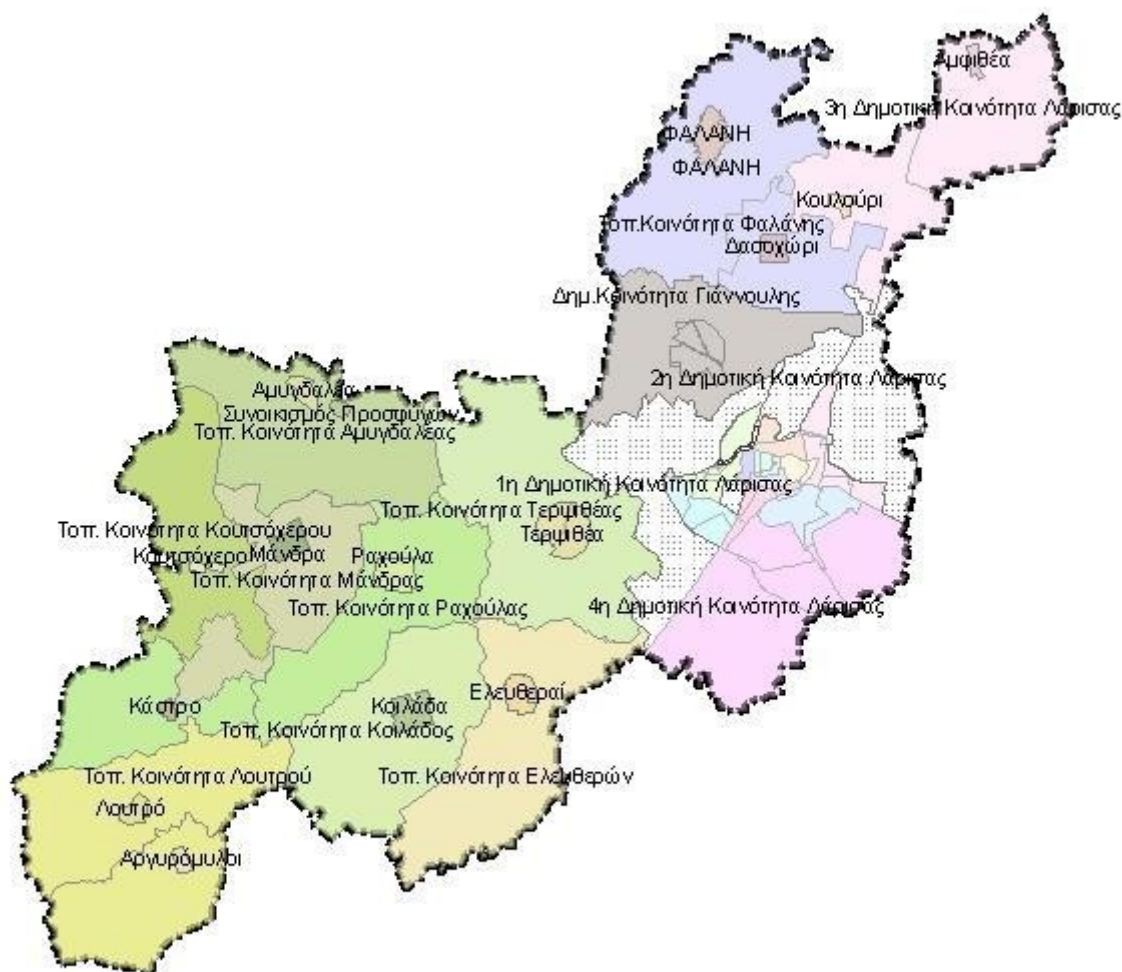 Αμφιθέα
3η Δημοτική Κοινότητα Λάρισας
ΦΑΛΑΝΗ
ΦΑΛΑΝΗ
Κουλούρι
Τοπ.Κοινότητα Φαλάνης
Δασοχώρι
Δημ.Κοινότητα Γιάννουλης
2η Δημοτική Κοινότητα Λάρισας
Αμυγδαλέα
Συνοικισμός Προσφύγων
Τοπ. Κοινότητα Αμυγδαλέας
1η Δημοτική Κοινότητα Λάρισας
Τοπ. Κοινότητα Τερψιθέας
Τερψιθέα
Τοπ. Κοινότητα Κουτσόχερου
Κουτσόχερο
Μάνδρα
Ραχούλα
Τοπ. Κοινότητα Μάνδρας
Τοπ. Κοινότητα Ραχούλας
4η Δημοτική Κοινότητα Λάρισας
Κάστρο
Κοιλάδα
Ελευθεραί
Τοπ. Κοινότητα Κοιλάδος
Τοπ. Κοινότητα Λουτρού
Τοπ. Κοινότητα Ελευθερών
Λουτρό
Αργυρόμυλοι